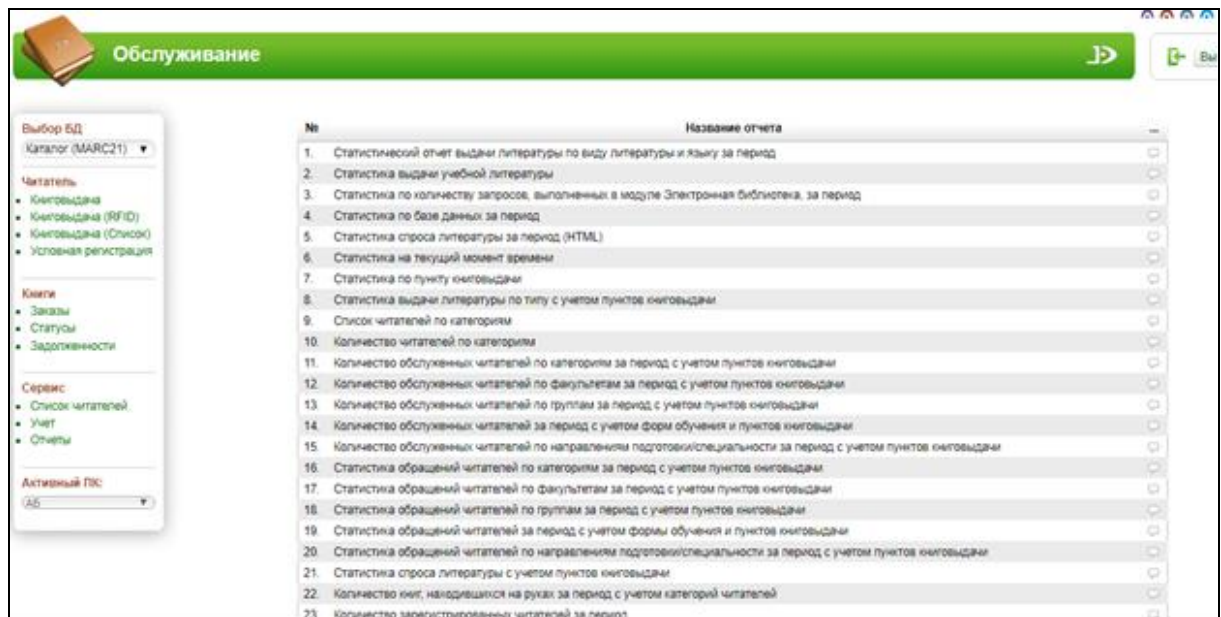 Обслуживание
Вы
Выбор БД
Каталог (MARC21)
Читатель
Книговыдача
Книговыдача (RFID)
Книговыдача (Список)
Условная регистрация
Книги
Заказы
Статусы
Задолженности
Сервис
Список читателей
Учет
Отчеты
Активный ПК:
АБ
№ Название отчета ...
1. Статистический отчет выдачи литературы по виду литературы и языку за период
2. Статистика выдачи учебной литературы
3. Статистика по количеству запросов, выполненных в модуле Электронная библиотека, за период
4. Статистика по базе данных за период
5. Статистика спроса литературы за период (HTML)
6. Статистика на текущий момент времени
7. Статистика по пункту книговыдачи
8. Статистика выдачи литературы по типу с учетом пунктов книговыдачи
9. Список читателей по категориям
10. Количество читателей по категориям
11. Количество обслуженных читателей по категориям за период с учетом пунктов книговыдачи
12. Количество обслуженных читателей по факультетам за период с учетом пунктов книговыдачи
13. Количество обслуженных читателей по группам за период с учетом пунктов книговыдачи
14. Количество обслуженных читателей за период с учетом форм обучения и пунктов книговыдачи
15. Количество обслуженных читателей по направлениям подготовки/специальности за период с учетом пунктов книговыдачи
16. Статистика обращений читателей по категориям за период с учетом пунктов книговыдачи
17. Статистика обращений читателей по факультетам за период с учетом пунктов книговыдачи
18. Статистика обращений читателей по группам за период с учетом пунктов книговыдачи
19. Статистика обращений читателей за период с учетом формы обучения и пунктов книговыдачи
20. Статистика обращений читателей по направлениям подготовки/специальности за период с учетом пунктов книговыдачи
21. Статистика спроса литературы с учетом пунктов книговыдачи
22. Количество книг, находившихся на руках за период с учетом категорий читателей
23. Количество зарегистрированных читателей за период